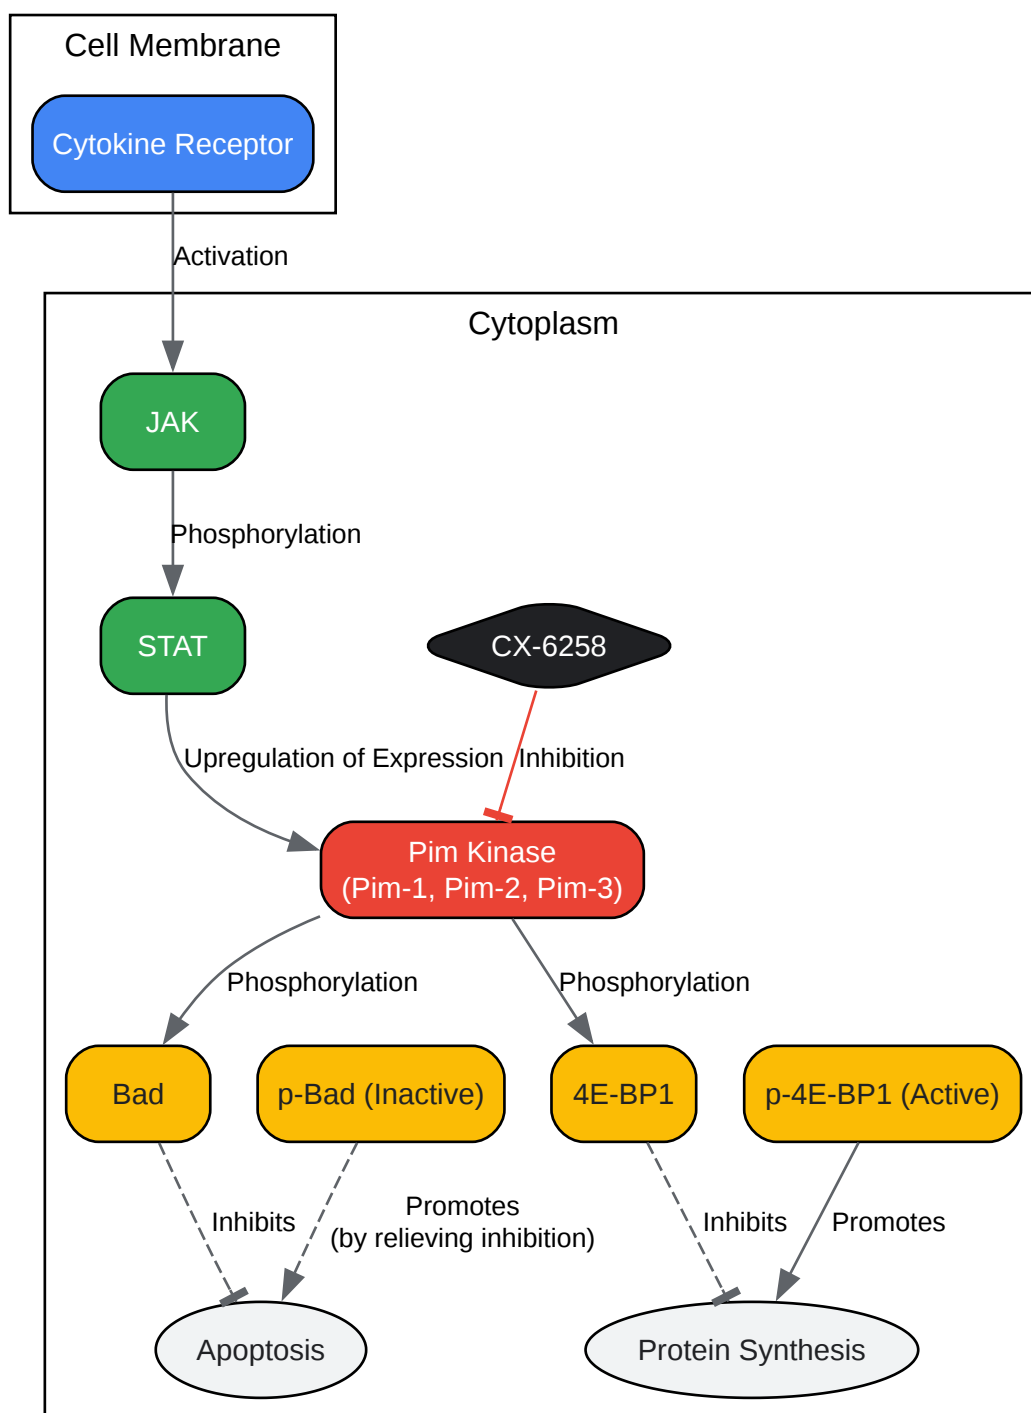 Cell Membrane
Cytokine Receptor
Activation
Cytoplasm
JAK
Phosphorylation
STAT
CX-6258
Upregulation of Expression
Inhibition
Pim Kinase
(Pim-1, Pim-2, Pim-3)
Phosphorylation
Phosphorylation
Bad
p-Bad (Inactive)
4E-BP1
p-4E-BP1 (Active)
Inhibits
Promotes
(by relieving inhibition)
Inhibits
Promotes
Apoptosis
Protein Synthesis